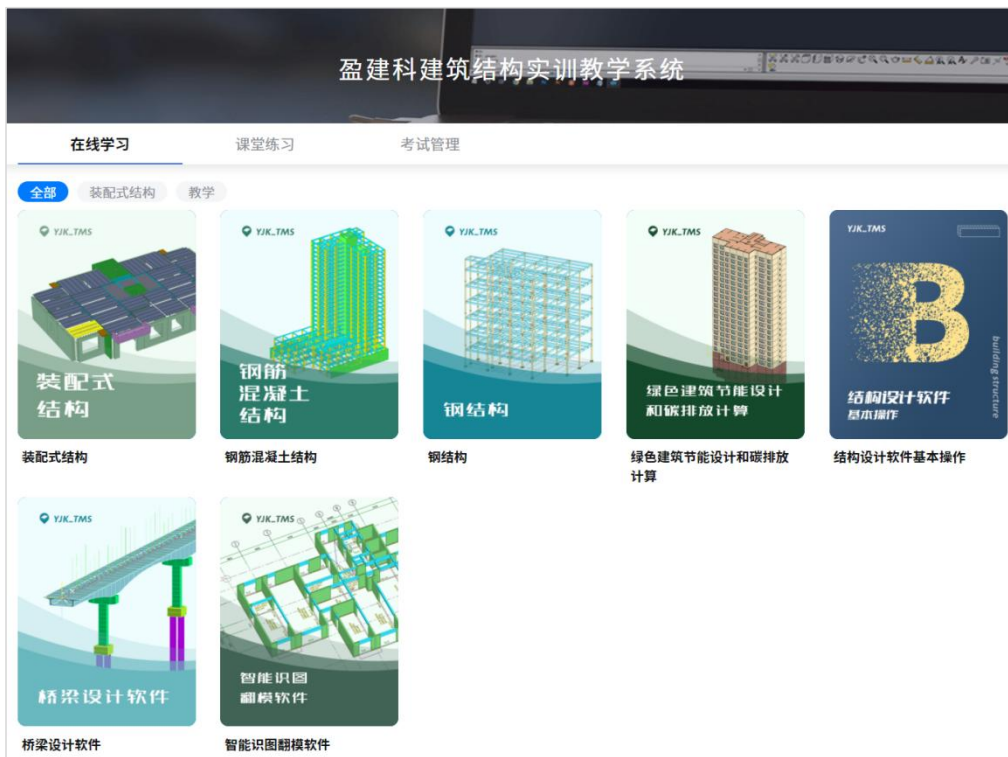 盈建科建筑结构实训教学系统
在线学习
课堂练习
考试管理
全部
装配式结构
教学
YJK_TMS
装配式
结构
YJK_TMS
钢筋
混凝土
结构
YJK_TMS
钢结构
YJK_TMS
绿色建筑节能设计
和碳排放计算
YJK_TMS
B
building structure
结构设计软件
基本操作
装配式结构
钢筋混凝土结构
钢结构
绿色建筑节能设计和碳排放
计算
结构设计软件基本操作
YJK_TMS
桥梁设计软件
YJK_TMS
智能识图
翻模软件
桥梁设计软件
智能识图翻模软件